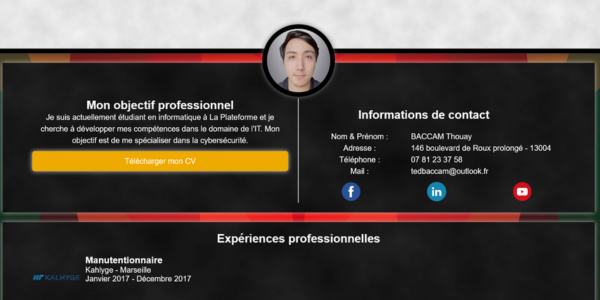 Mon objectif professionnel
Je suis actuellement étudiant en informatique à La Plateforme et je
cherche à développer mes compétences dans le domaine de l'IT. Mon
objectif est de me spécialiser dans la cybersécurité.
Télécharger mon CV
Informations de contact
Nom & Prénom : BACCAM Thouay
Adresse : 146 boulevard de Roux prolongé - 13004
Téléphone : 07 81 23 37 58
Mail : tedbaccam@outlook.fr
Expériences professionnelles
KALHYGE
Manutentionnaire
Kahlyge - Marseille
Janvier 2017 - Décembre 2017